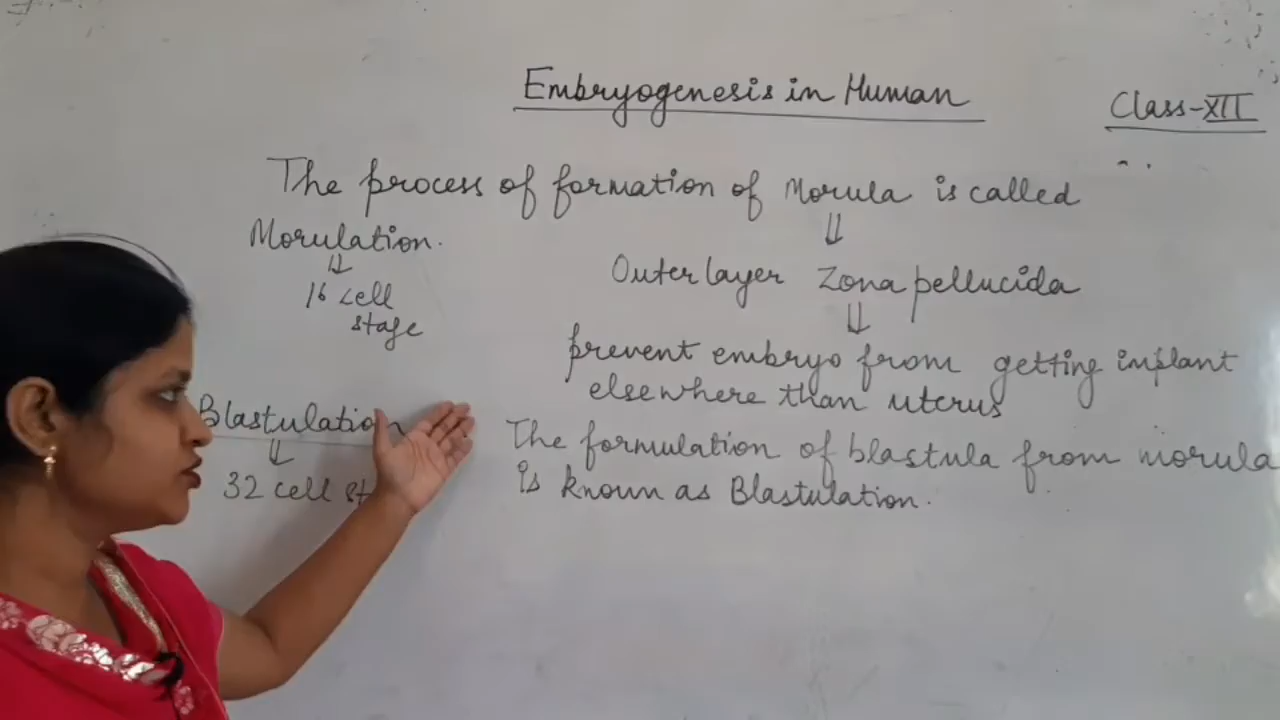 Embryogenesis in Human
Class-XII
The process of formation of Morula is called
Morulation.
⇓
16 cell
stage
⇓
Outer layer Zona pellucida
⇓
prevent embryo from getting implant
elsewhere than uterus
Blastulation
⇓
32 cell st
The formulation of blastula from morula
is known as Blastulation.